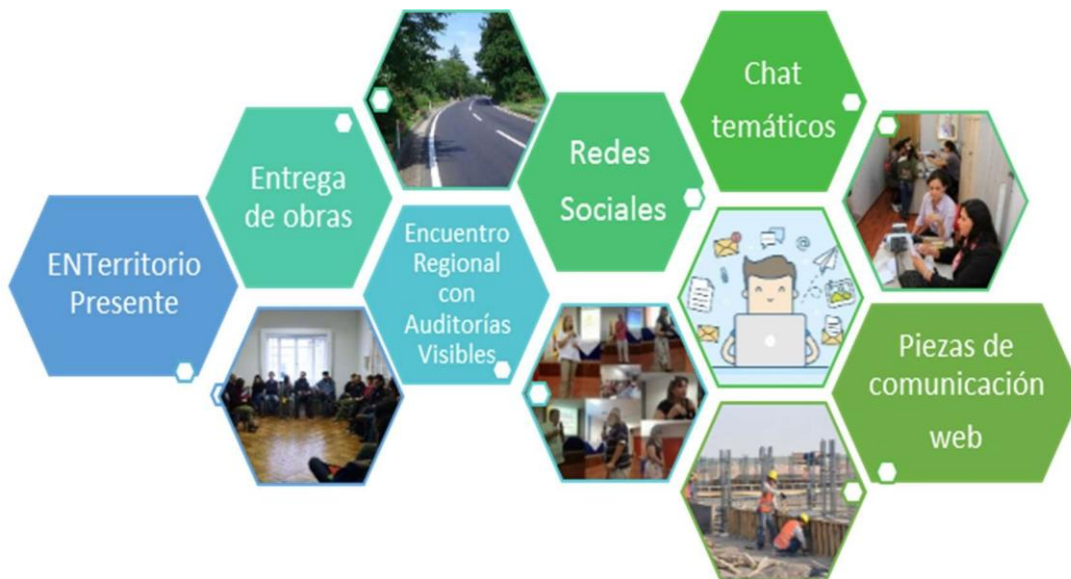 ENTerritorio
Presente
Entrega
de obras
Encuentro
Regional
con
Auditorías
Visibles
Redes
Sociales
Chat
temáticos
Piezas de
comunicación
web